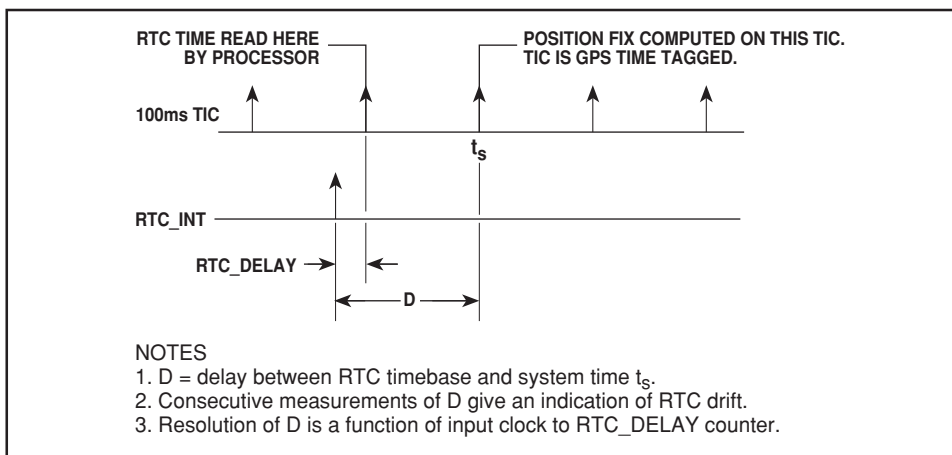 RTC TIME READ HERE
BY PROCESSOR
POSITION FIX COMPUTED ON THIS TIC.
TIC IS GPS TIME TAGGED.
100ms TIC
tS
RTC_INT
RTC_DELAY
D
NOTES
1. D = delay between RTC timebase and system time tS.
2. Consecutive measurements of D give an indication of RTC drift.
3. Resolution of D is a function of input clock to RTC_DELAY counter.